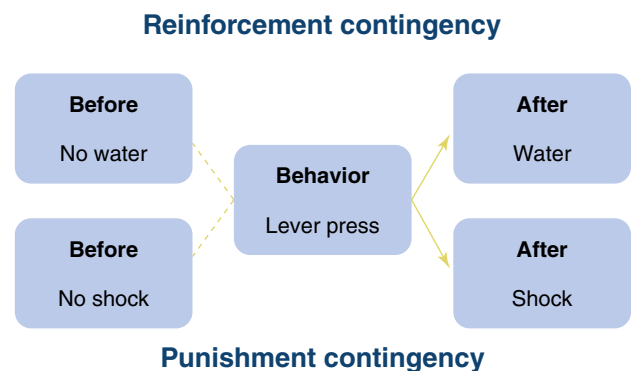 Reinforcement contingency
Before
No water
After
Water
Behavior
Lever press
Before
No shock
After
Shock
Punishment contingency